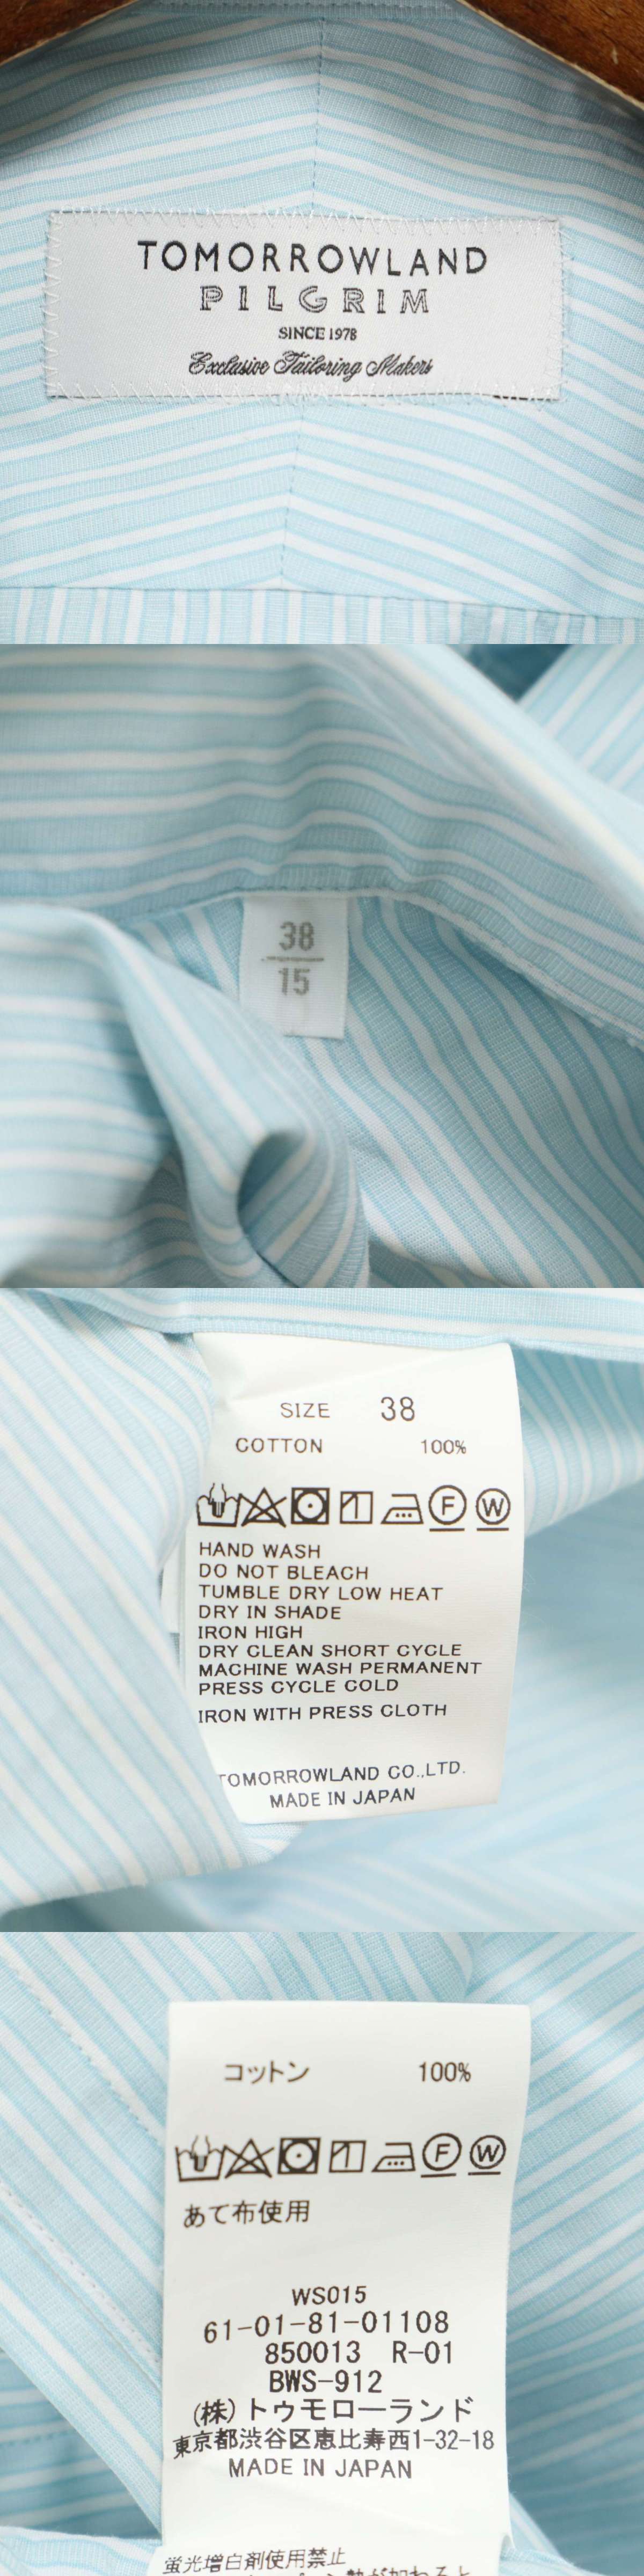 TOMORROWLAND
PILGRIM
SINCE 1978
Exclusive Tailoring Makers
38
15
SIZE 38
COTTON 100%
F W
HAND WASH
DO NOT BLEACH
TUMBLE DRY LOW HEAT
DRY IN SHADE
IRON HIGH
DRY CLEAN SHORT CYCLE
MACHINE WASH PERMANENT
PRESS CYCLE COLD
IRON WITH PRESS CLOTH
TOMORROWLAND CO.,LTD.
MADE IN JAPAN
コットン 100%
F W
あて布使用
WS015
61-01-81-01108
850013 R-01
BWS-912
(株)トゥモローランド
東京都渋谷区恵比寿西1-32-18
MADE IN JAPAN
蛍光増白剤使用禁止